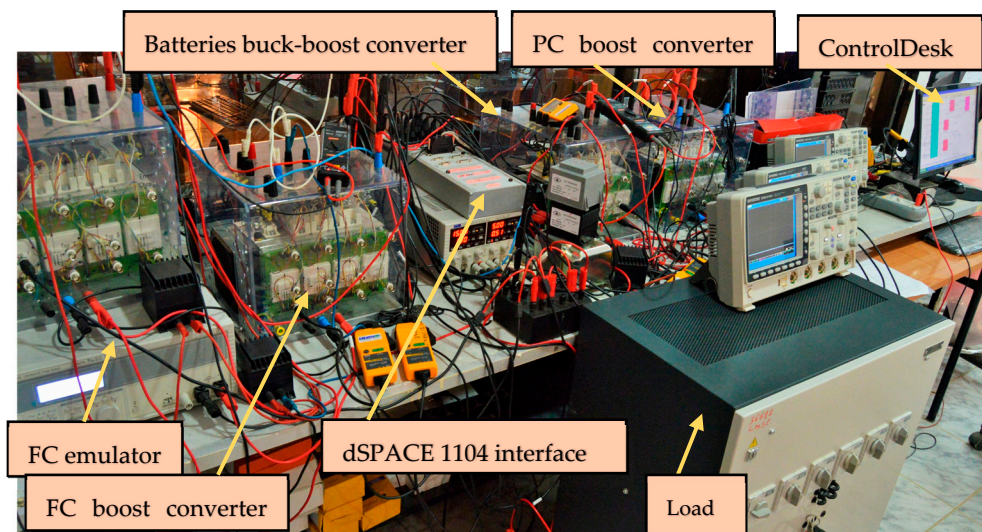 Batteries buck-boost converter
PC boost converter
ControlDesk
FC emulator
dSPACE 1104 interface
FC boost converter
Load